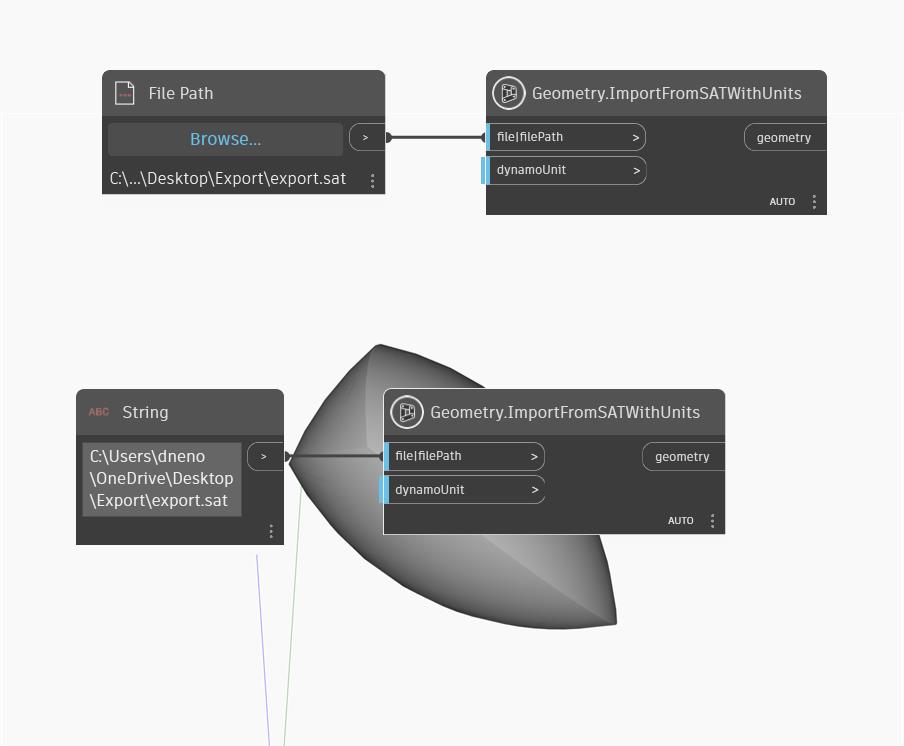 File Path
Browse...
>
C:\...\Desktop\Export\export.sat
Geometry.ImportFromSATWithUnits
file|filePath >
geometry
dynamoUnit >
AUTO
ABC String
C:\Users\dneno
\OneDrive\Desktop
\Export\export.sat
>
Geometry.ImportFromSATWithUnits
file|filePath >
geometry
dynamoUnit >
AUTO